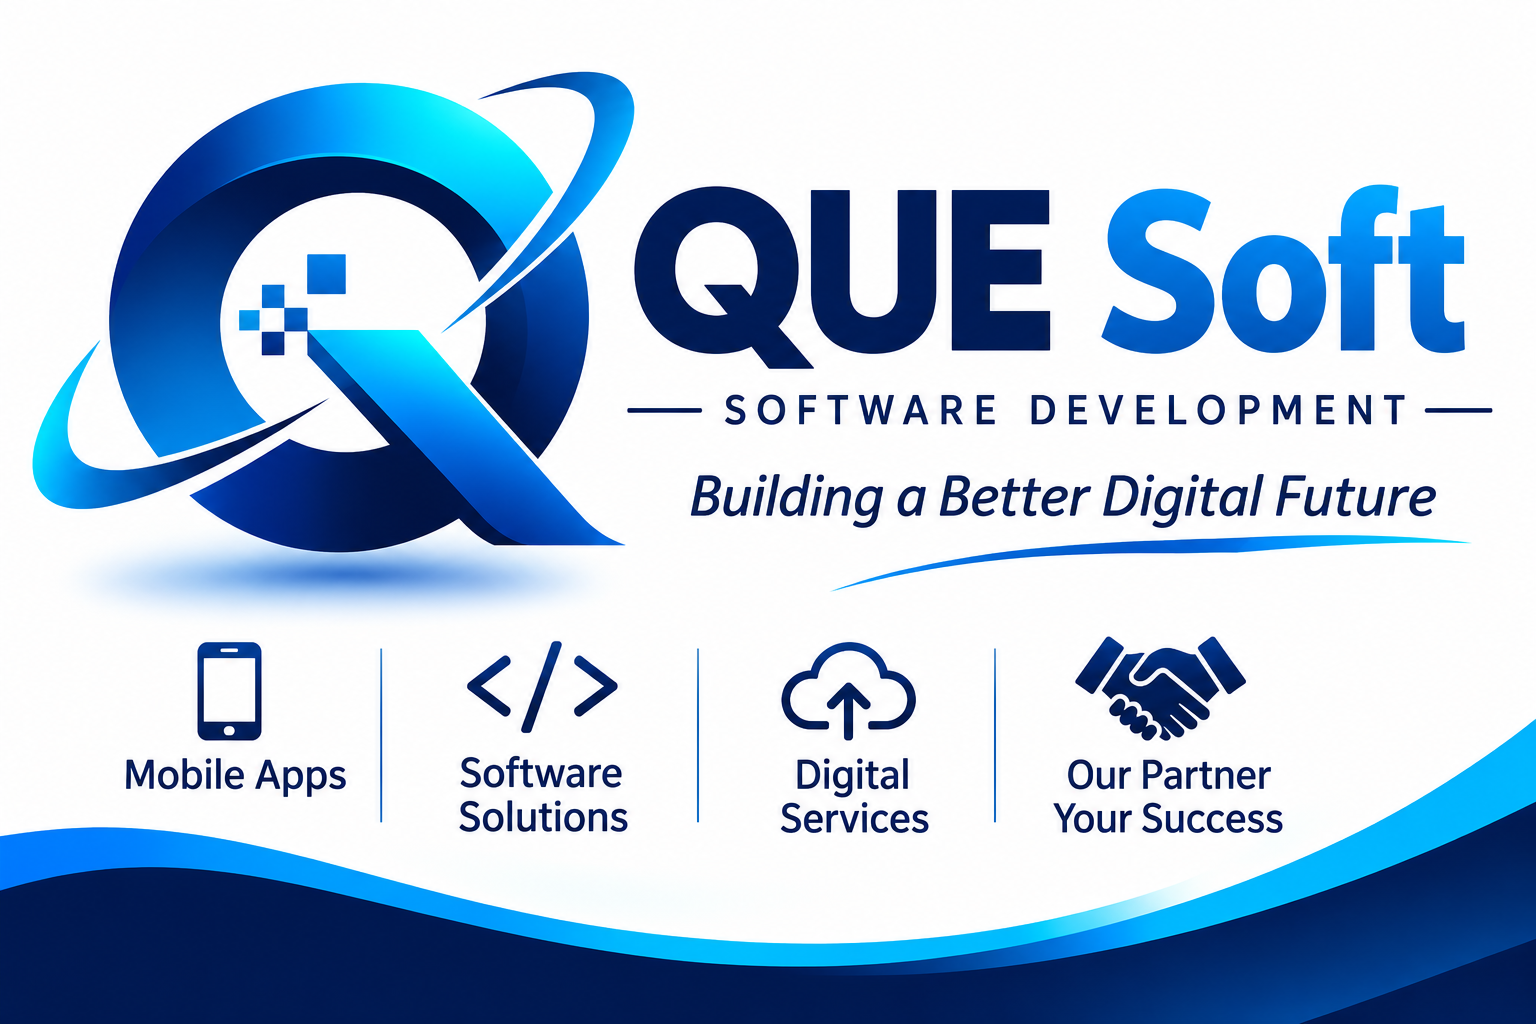 QUE Soft
SOFTWARE DEVELOPMENT
Building a Better Digital Future
Mobile Apps
Software
Solutions
Digital
Services
Our Partner
Your Success